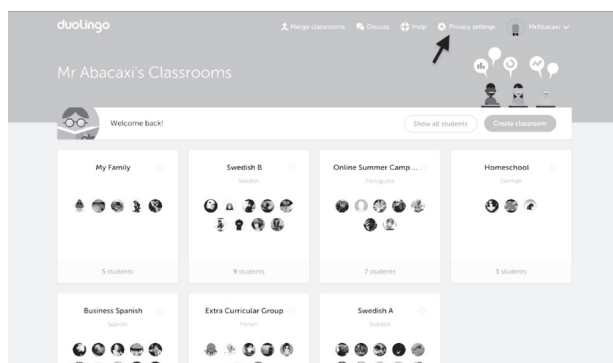 duolingo
Merge classrooms Discuss Help Privacy settings MrAbacaxi
Mr Abacaxi's Classrooms
Welcome back!
Show all students Create classroom
My Family Swedish B Online Summer Camp ... Homeschool
Swedish Portuguese German
5 students 9 students 7 students 3 students
Business Spanish Extra Curricular Group Swedish A
Spanish French Swedish